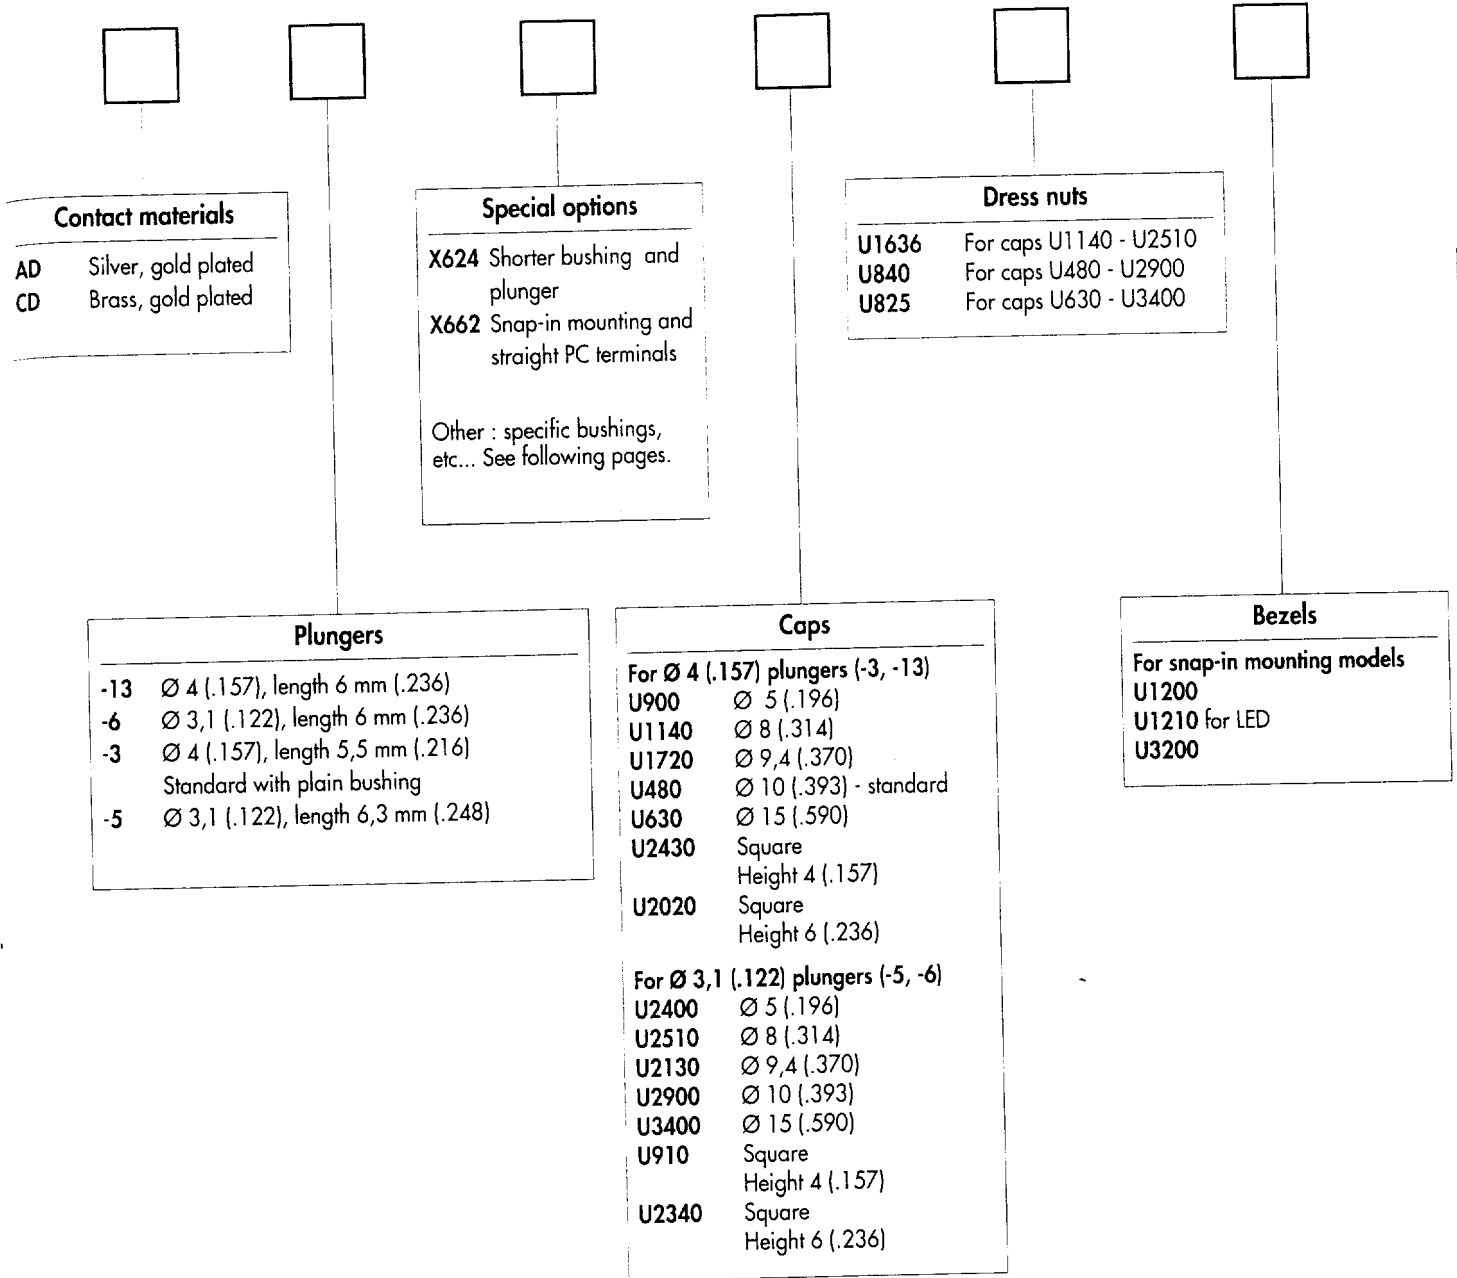 Contact materials
AD Silver, gold plated
CD Brass, gold plated
Special options
X624 Shorter bushing and
plunger
X662 Snap-in mounting and
straight PC terminals
Other : specific bushings,
etc... See following pages.
Dress nuts
U1636 For caps U1140 - U2510
U840 For caps U480 - U2900
U825 For caps U630 - U3400
Plungers
-13 Ø 4 (.157), length 6 mm (.236)
-6 Ø 3,1 (.122), length 6 mm (.236)
-3 Ø 4 (.157), length 5,5 mm (.216)
Standard with plain bushing
-5 Ø 3,1 (.122), length 6,3 mm (.248)
Caps
For Ø 4 (.157) plungers (-3, -13)
U900 Ø 5 (.196)
U1140 Ø 8 (.314)
U1720 Ø 9,4 (.370)
U480 Ø 10 (.393) - standard
U630 Ø 15 (.590)
U2430 Square
Height 4 (.157)
U2020 Square
Height 6 (.236)
For Ø 3,1 (.122) plungers (-5, -6)
U2400 Ø 5 (.196)
U2510 Ø 8 (.314)
U2130 Ø 9,4 (.370)
U2900 Ø 10 (.393)
U3400 Ø 15 (.590)
U910 Square
Height 4 (.157)
U2340 Square
Height 6 (.236)
Bezels
For snap-in mounting models
U1200
U1210 for LED
U3200